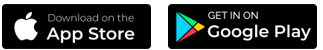 Download on the
App Store
GET IN ON
Google Play